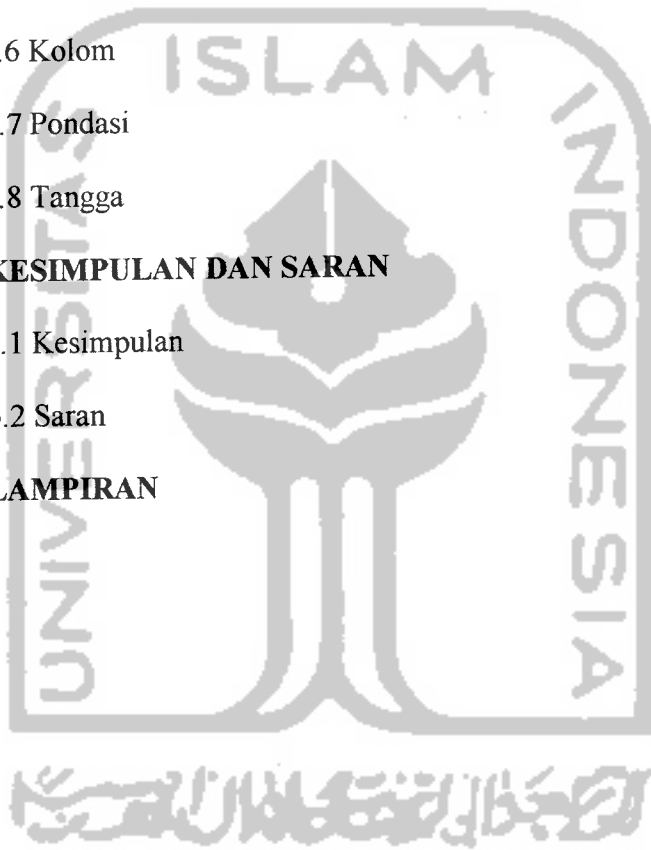 .6 Kolom
ISLAM
.7 Pondasi
.8 Tangga
KESIMPULAN DAN SARAN
.1 Kesimpulan
.2 Saran
LAMPIRAN
UNIVERSITAS
INDONESIA